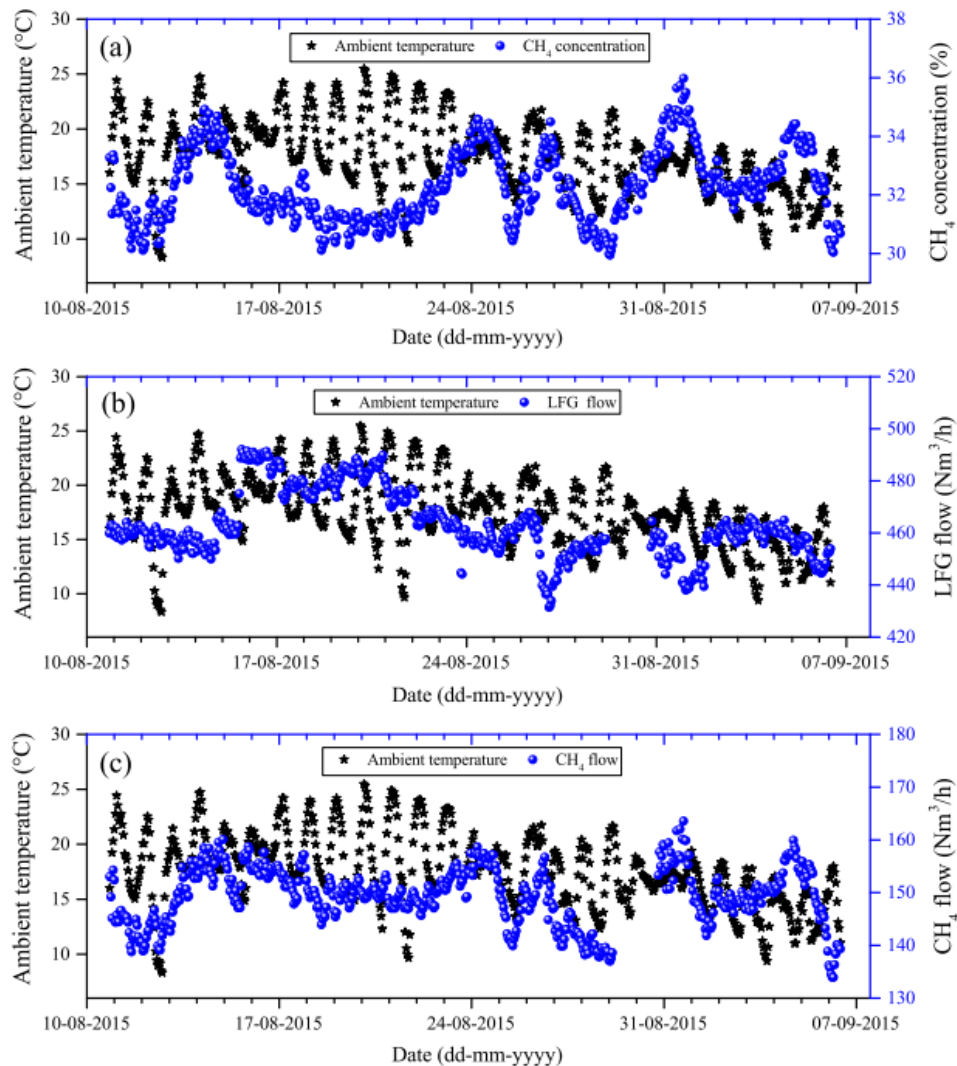 (a)
Ambient temperature CH₄ concentration
Ambient temperature (°C)
30
25
20
15
10
CH₄ concentration (%)
38
36
34
32
30
10-08-2015 17-08-2015 24-08-2015 31-08-2015 07-09-2015
Date (dd-mm-yyyy)
(b)
Ambient temperature LFG flow
Ambient temperature (°C)
30
25
20
15
10
LFG flow (Nm³/h)
520
500
480
460
440
420
10-08-2015 17-08-2015 24-08-2015 31-08-2015 07-09-2015
Date (dd-mm-yyyy)
(c)
Ambient temperature CH₄ flow
Ambient temperature (°C)
30
25
20
15
10
CH₄ flow (Nm³/h)
180
170
160
150
140
130
10-08-2015 17-08-2015 24-08-2015 31-08-2015 07-09-2015
Date (dd-mm-yyyy)